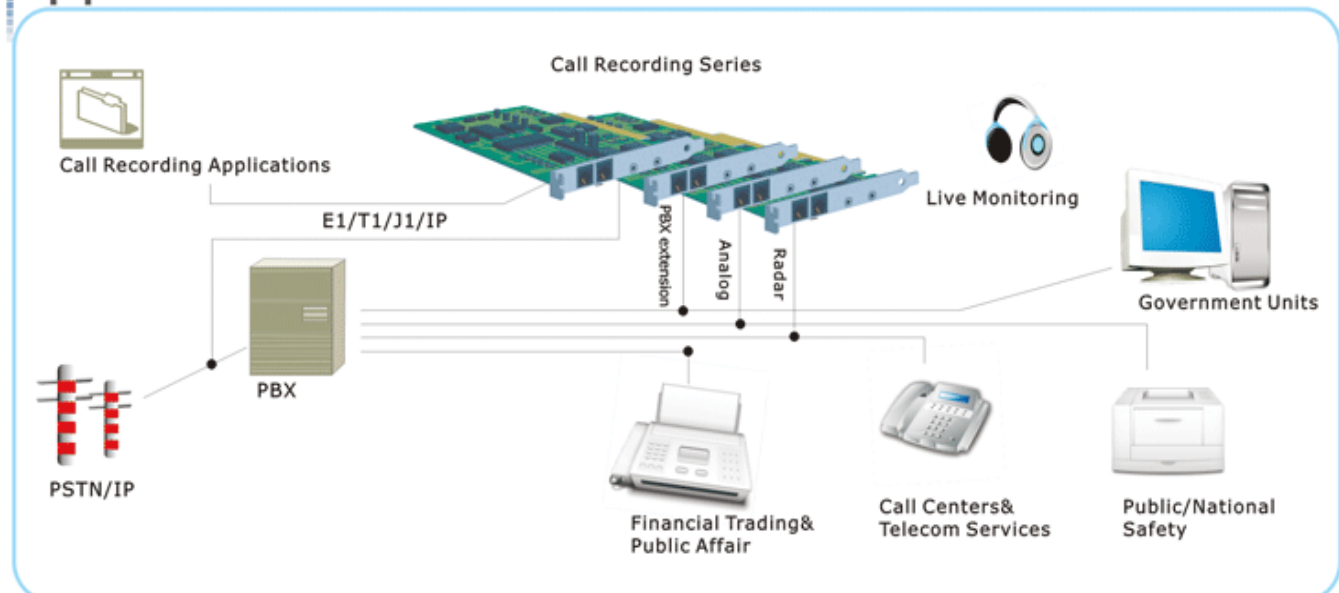 Call Recording Series
Call Recording Applications
Live Monitoring
E1/T1/J1/IP
PBX extension
Analog
Radar
Government Units
PBX
PSTN/IP
Financial Trading&
Public Affair
Call Centers&
Telecom Services
Public/National
Safety